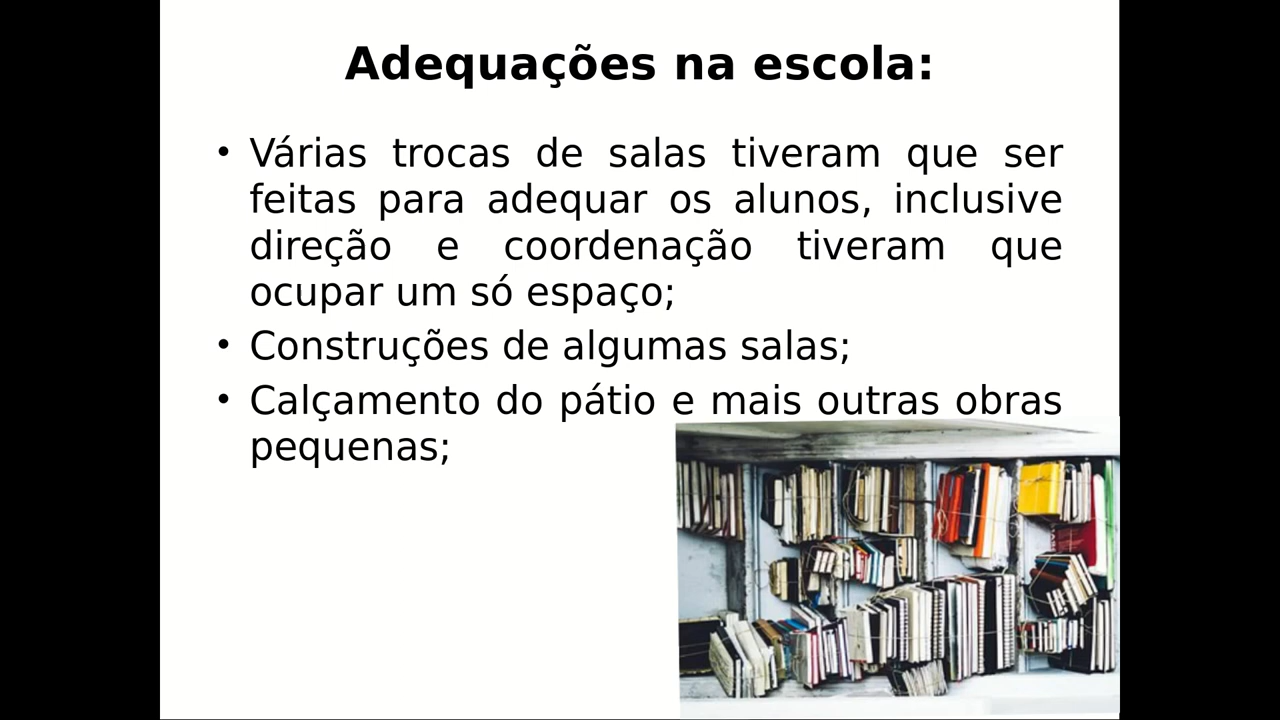 Adequações na escola:
• Várias trocas de salas tiveram que ser
feitas para adequar os alunos, inclusive
direção e coordenação tiveram que
ocupar um só espaço;
• Construções de algumas salas;
• Calçamento do pátio e mais outras obras
pequenas;